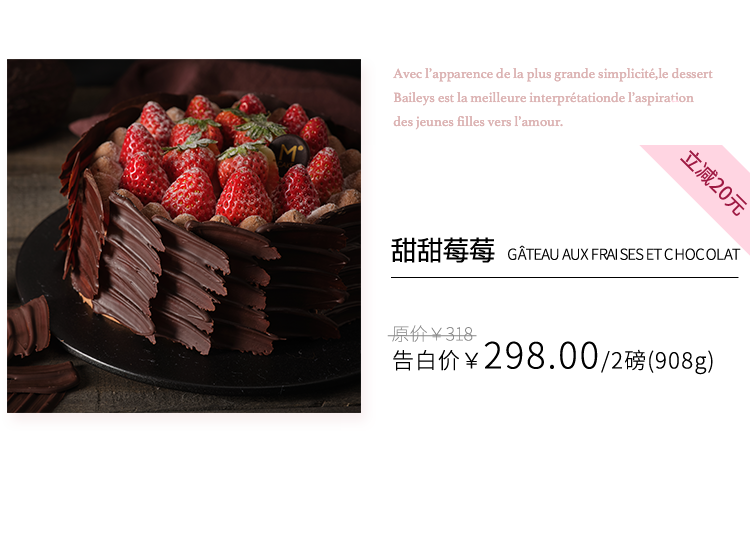 Avec l'apparence de la plus grande simplicité,le dessert
Baileys est la meilleure interprétationde l'aspiration
des jeunes filles vers l'amour.
立减20元
甜甜莓莓 GÂTEAU AUX FRAISES ET CHOCOLAT
原价￥318
告白价￥298.00/2磅(908g)
M